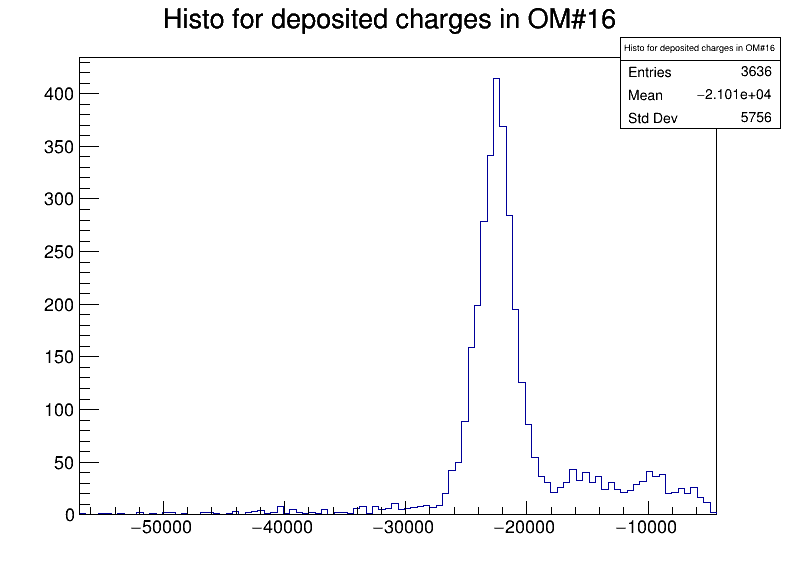 Histo for deposited charges in OM#16
Histo for deposited charges in OM#16
Entries 3636
Mean −2.101e+04
Std Dev 5756
400
350
300
250
200
150
100
50
0
−50000 −40000 −30000 −20000 −10000